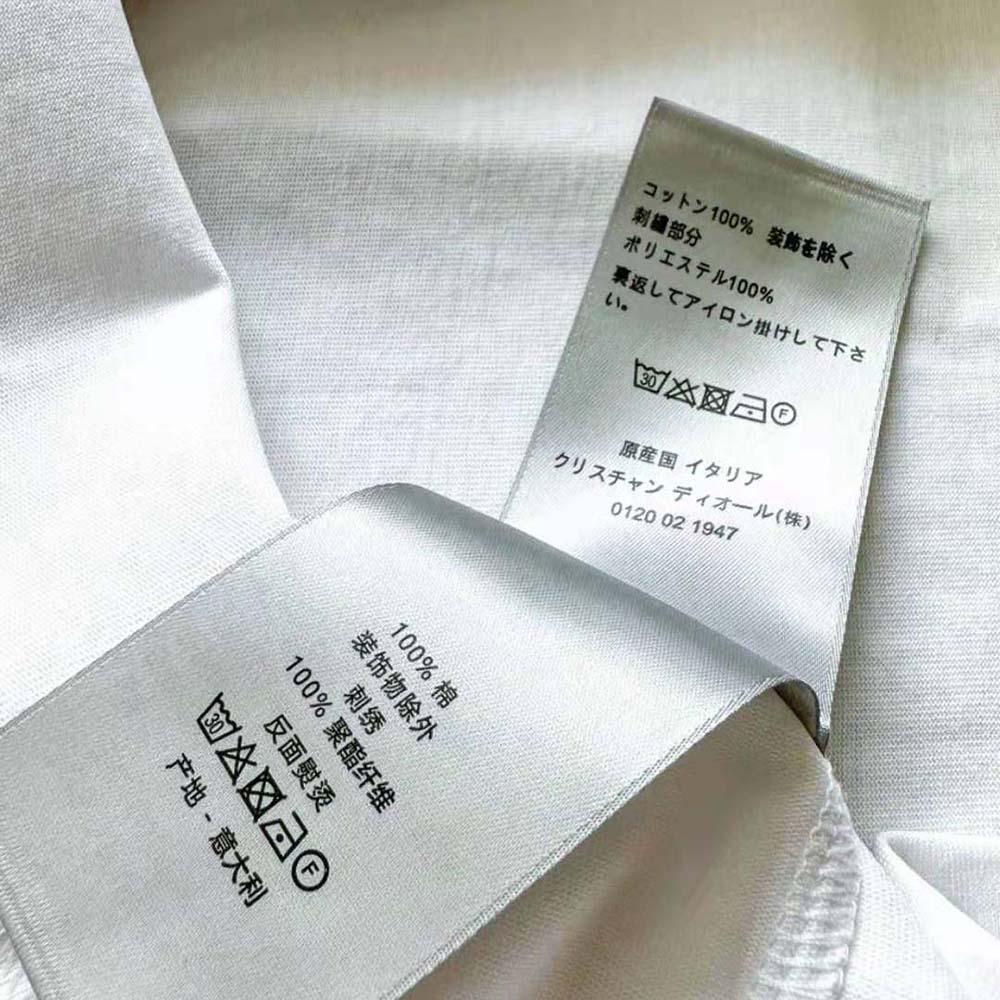 コットン100% 装飾を除く
刺繍部分
ポリエステル100%
裏返してアイロン掛けして下さ
い。
30 F
原産国 イタリア
クリスチャン ディオール(株)
0120 02 1947
100% 棉
装饰物除外
刺绣
100% 聚酯纤维
反面熨烫
30 F
产地 - 意大利